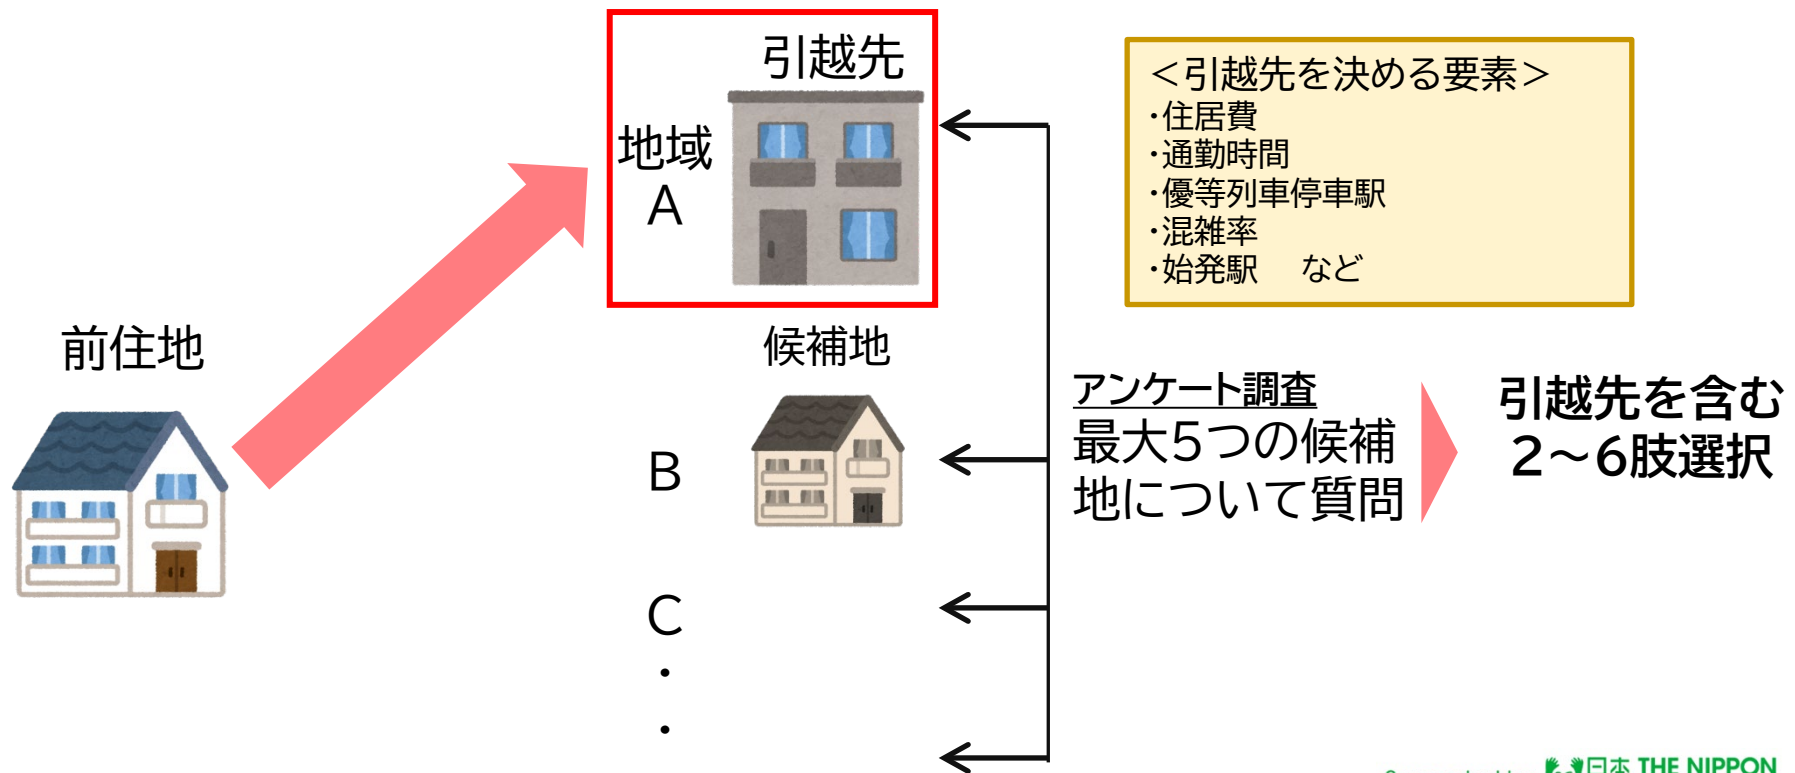 引越先
地域
A
前住地
候補地
B
C
・
・
＜引越先を決める要素＞
・住居費
・通勤時間
・優等列車停車駅
・混雑率
・始発駅　など
アンケート調査
最大5つの候補
地について質問
引越先を含む
2～6肢選択
日本 THE NIPPON